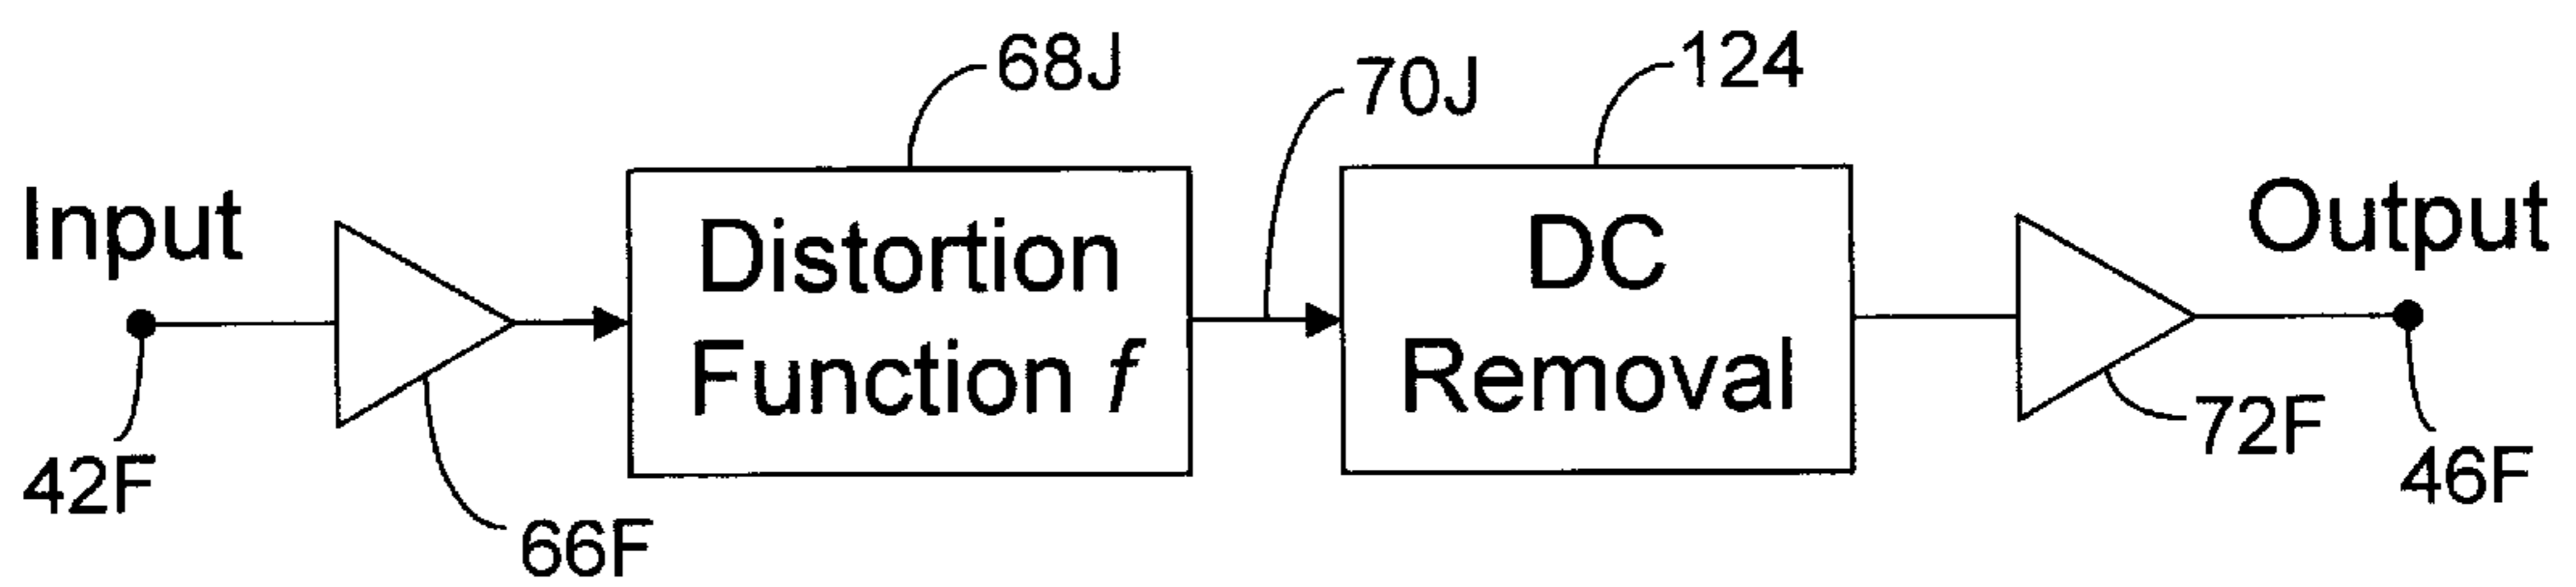 68J
70J
124
Input
Distortion
Function f
DC
Removal
Output
42F
66F
72F
46F